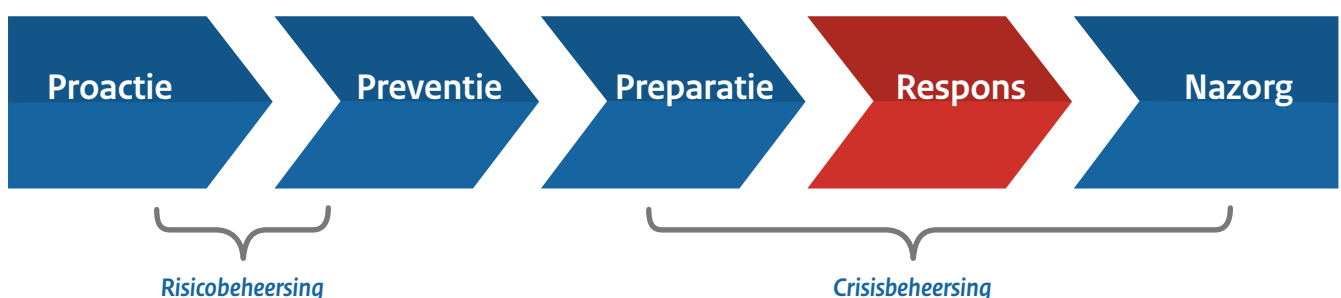 Proactie
Preventie
Preparatie
Respons
Nazorg
Risicobeheersing
Crisisbeheersing